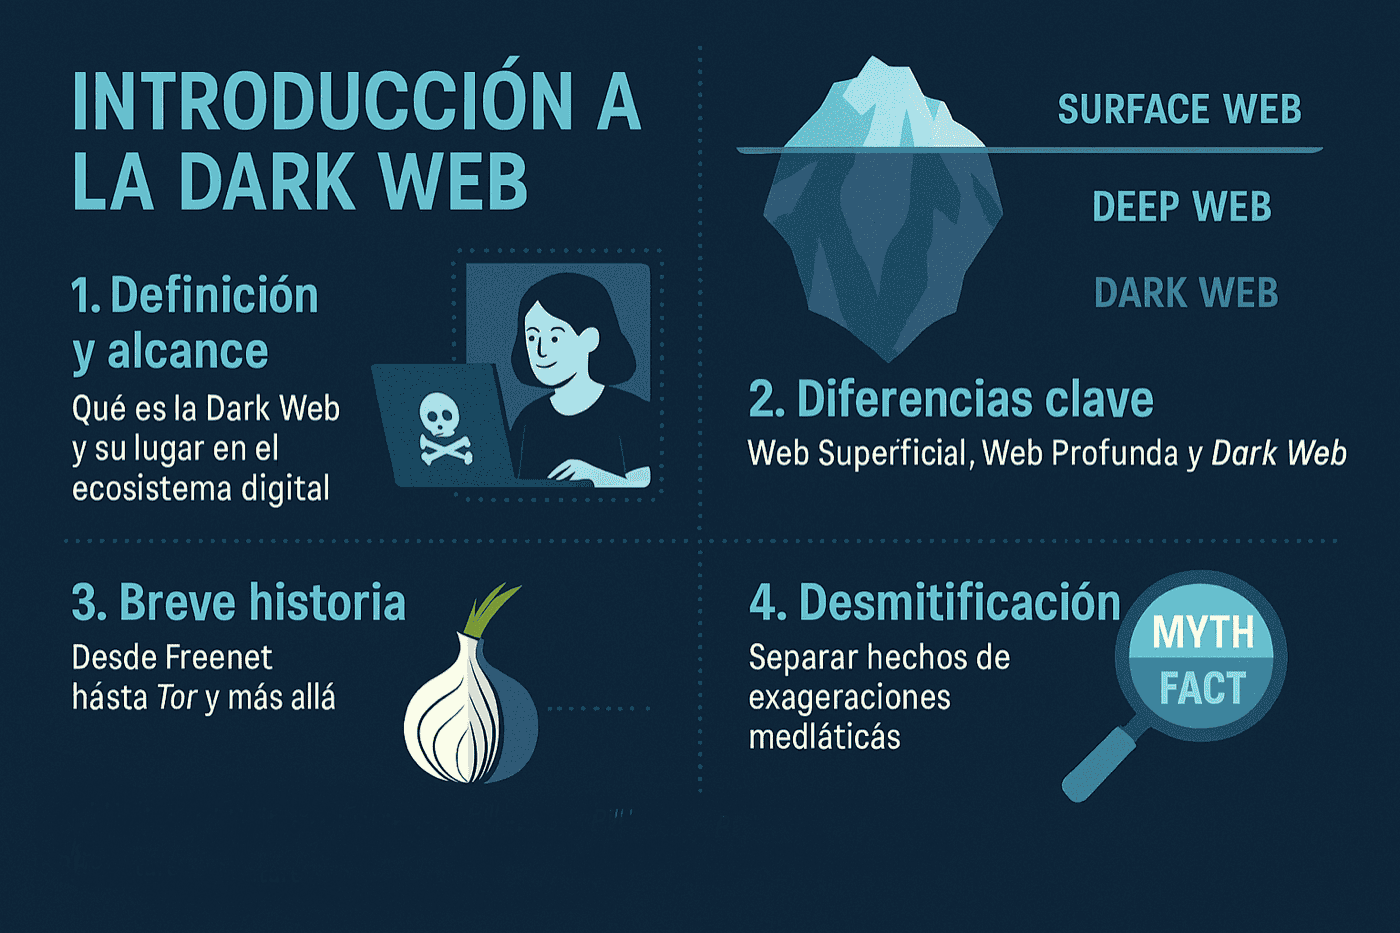 INTRODUCCIÓN A
LA DARK WEB
1. Definición
y alcance
Qué es la Dark Web
y su lugar en el
ecosistema digital
SURFACE WEB
DEEP WEB
DARK WEB
2. Diferencias clave
Web Superficial, Web Profunda y Dark Web
3. Breve historia
Desde Freenet
hásta Tor y más allá
4. Desmitificación
Separar hechos de
exageraciones
medláticás
MYTH
FACT